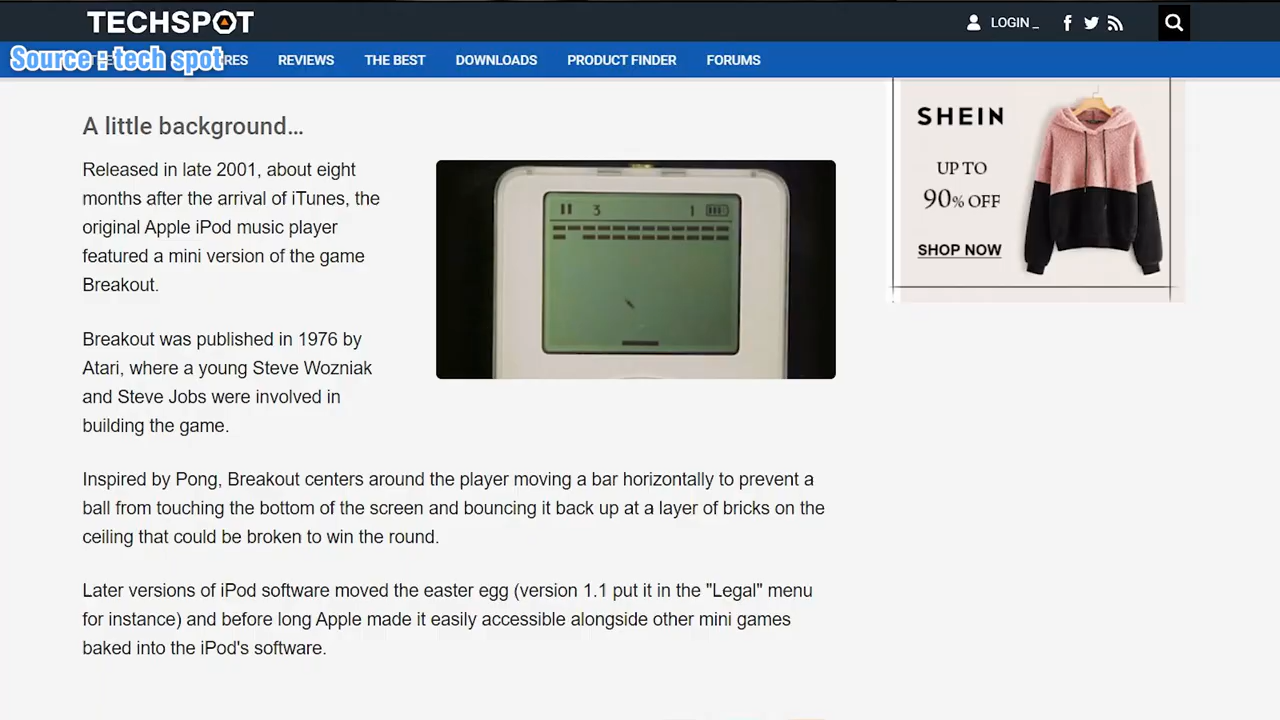 TECHSPOT
LOGIN _
Source : tech spot
RES REVIEWS THE BEST DOWNLOADS PRODUCT FINDER FORUMS
A little background...
Released in late 2001, about eight
months after the arrival of iTunes, the
original Apple iPod music player
featured a mini version of the game
Breakout.
Breakout was published in 1976 by
Atari, where a young Steve Wozniak
and Steve Jobs were involved in
building the game.
3 1
SHEIN
UP TO
90% OFF
SHOP NOW
Inspired by Pong, Breakout centers around the player moving a bar horizontally to prevent a
ball from touching the bottom of the screen and bouncing it back up at a layer of bricks on the
ceiling that could be broken to win the round.
Later versions of iPod software moved the easter egg (version 1.1 put it in the "Legal" menu
for instance) and before long Apple made it easily accessible alongside other mini games
baked into the iPod's software.